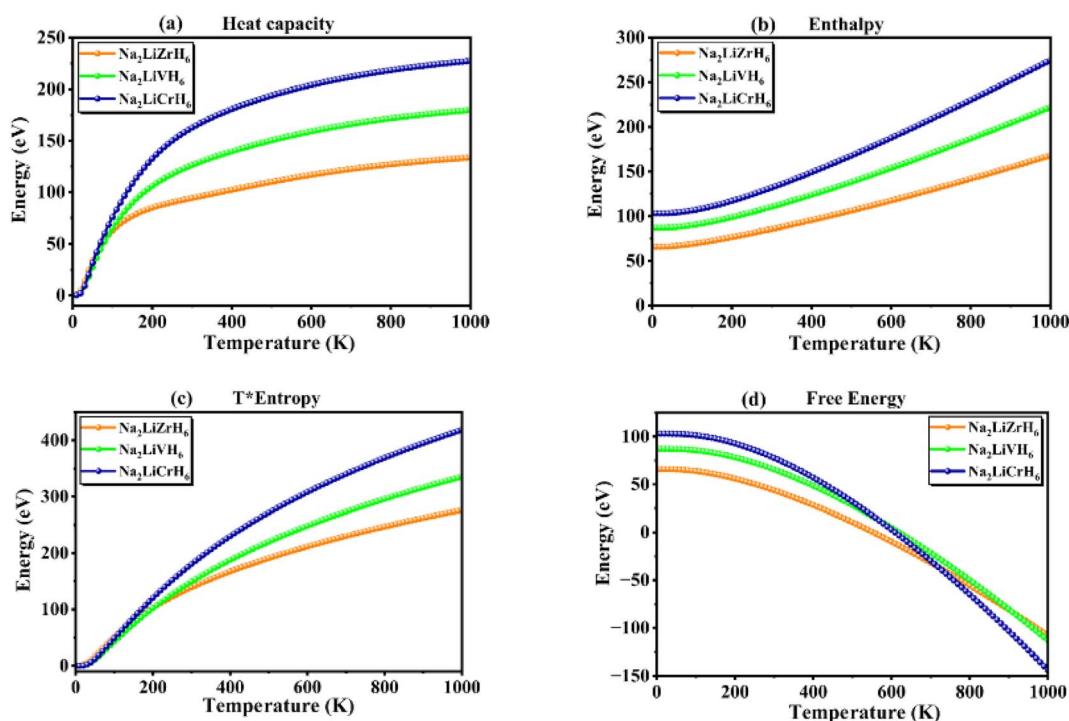 (a) Heat capacity
250
200
150
100
50
0
Energy (eV)
Na₂LiZrH₆
Na₂LiVH₆
Na₂LiCrH₆
0 200 400 600 800 1000
Temperature (K)
(b) Enthalpy
300
250
200
150
100
50
0
Energy (eV)
Na₂LiZrH₆
Na₂LiVH₆
Na₂LiCrH₆
0 200 400 600 800 1000
Temperature (K)
(c) T*Entropy
400
300
200
100
0
Energy (eV)
Na₂LiZrH₆
Na₂LiVH₆
Na₂LiCrH₆
0 200 400 600 800 1000
Temperature (K)
(d) Free Energy
100
50
0
−50
−100
−150
Energy (eV)
Na₂LiZrH₆
Na₂LiVH₆
Na₂LiCrH₆
0 200 400 600 800 1000
Temperature (K)